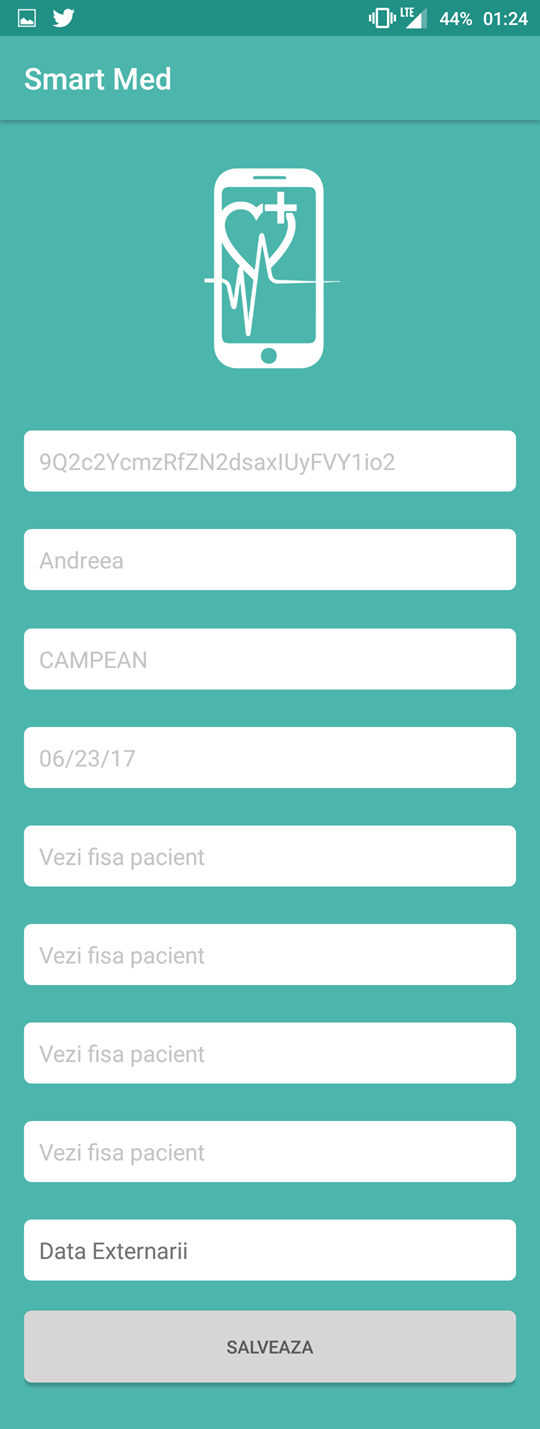 LTE 44% 01:24
Smart Med
9Q2c2YcmzRfZN2dsaxIUyFVY1io2
Andreea
CAMPEAN
06/23/17
Vezi fisa pacient
Vezi fisa pacient
Vezi fisa pacient
Vezi fisa pacient
Data Externarii
SALVEAZA